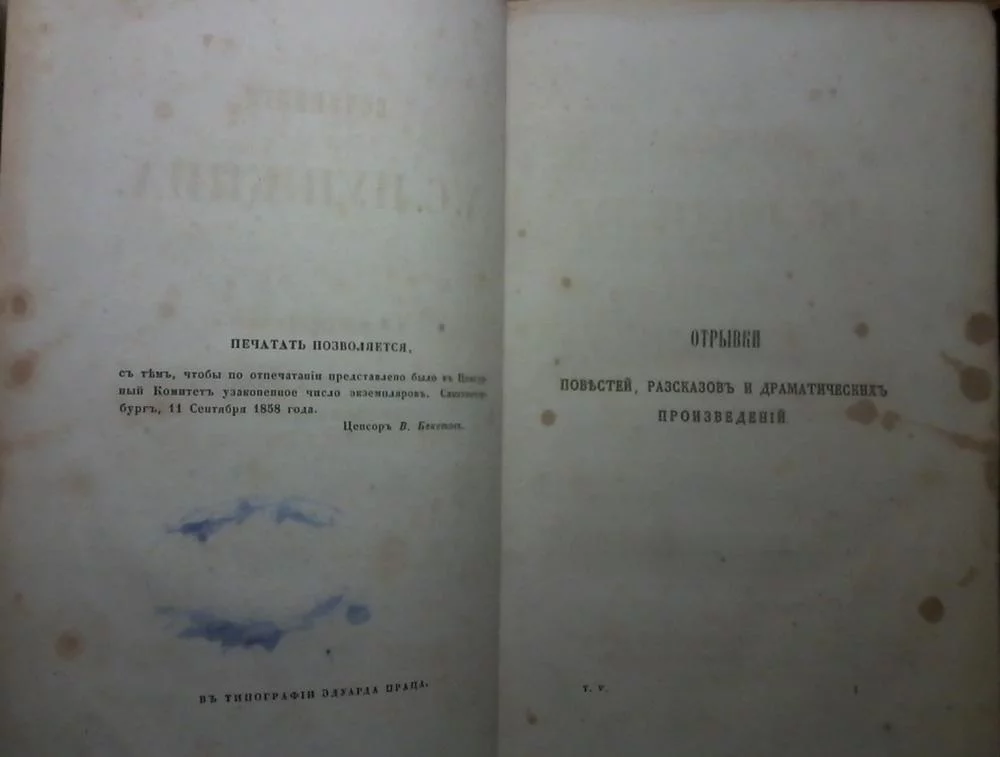 ПЕЧАТАТЬ ПОЗВОЛЯЕТСЯ,
съ тѣмъ, чтобы по отпечатаніи представлено было въ Ценсур-
ный Комитетъ узаконенное число экземпляровъ. Санктпетер-
бургъ, 11 Сентября 1858 года.
Ценсоръ В. Бекетовъ.
ВЪ ТИПОГРАФІИ ЭДУАРДА ПРАЦА.
ОТРЫВКИ
ПОВѢСТЕЙ, РАЗСКАЗОВЪ И ДРАМАТИЧЕСКИХЪ
ПРОИЗВЕДЕНІЙ.
Т. V.
1